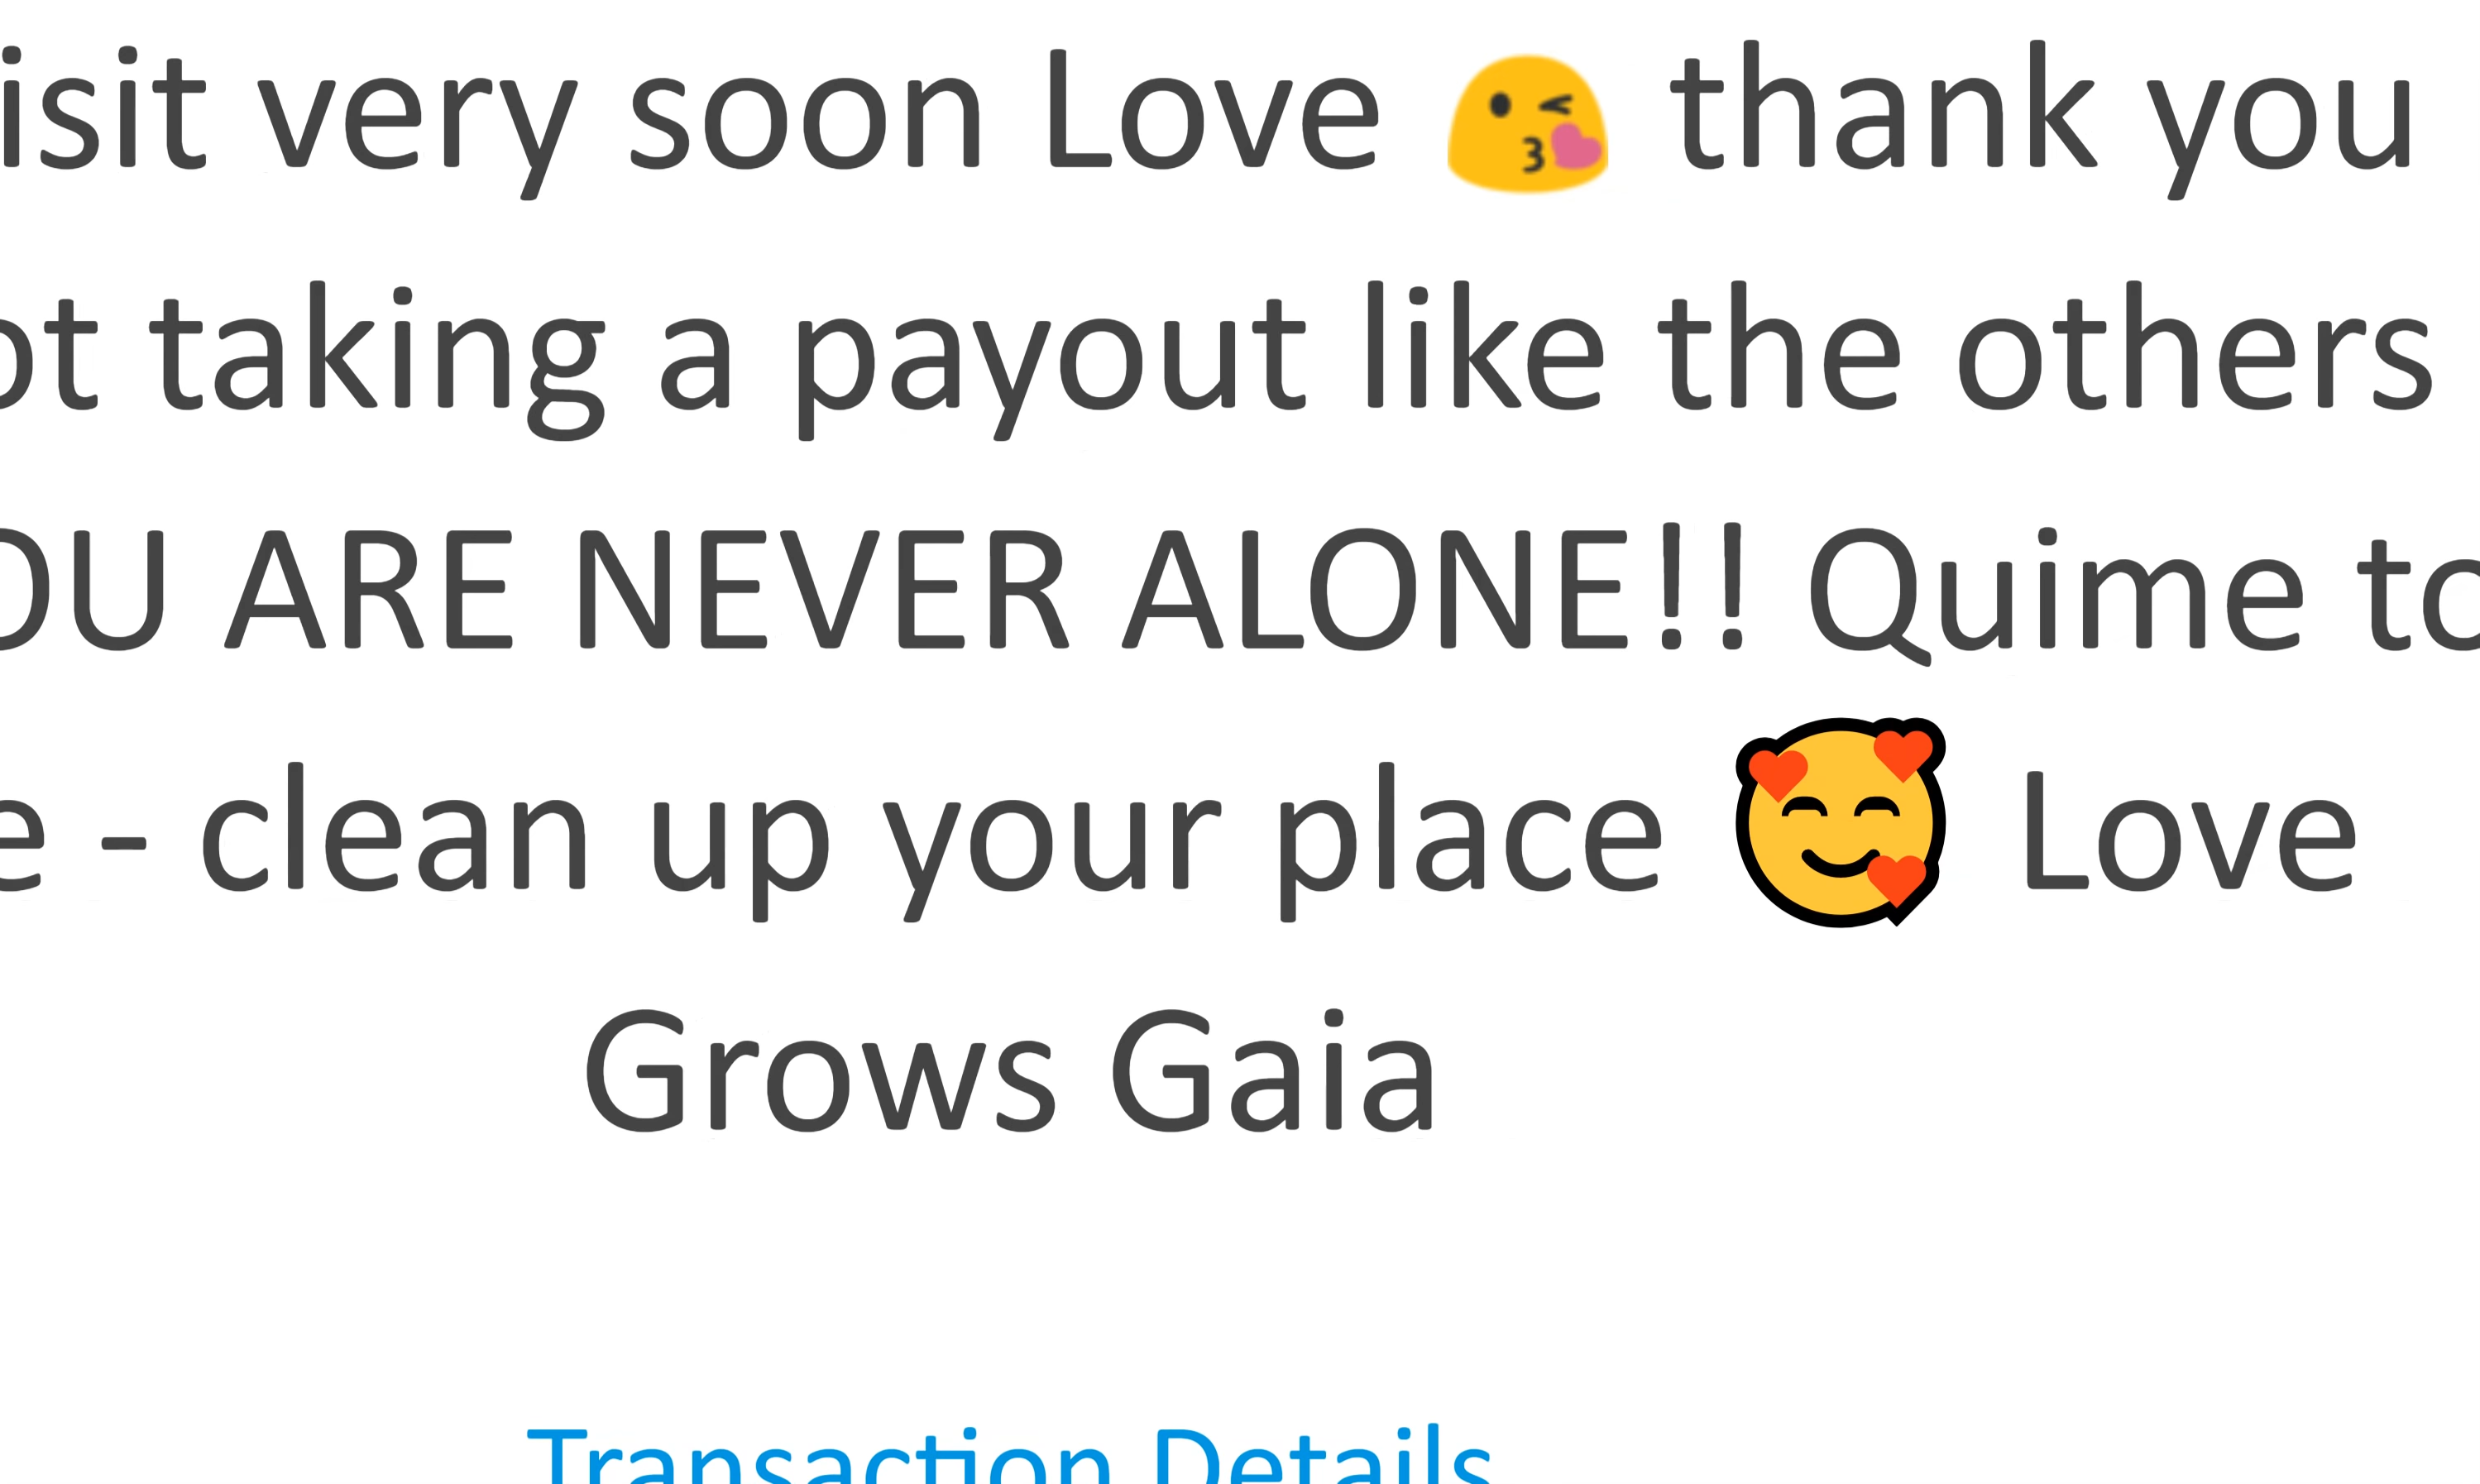 isit very soon Love 😘 thank you
ot taking a payout like the others
OU ARE NEVER ALONE!! Quime to
e - clean up your place 🥰 Love
Grows Gaia
Transaction Details